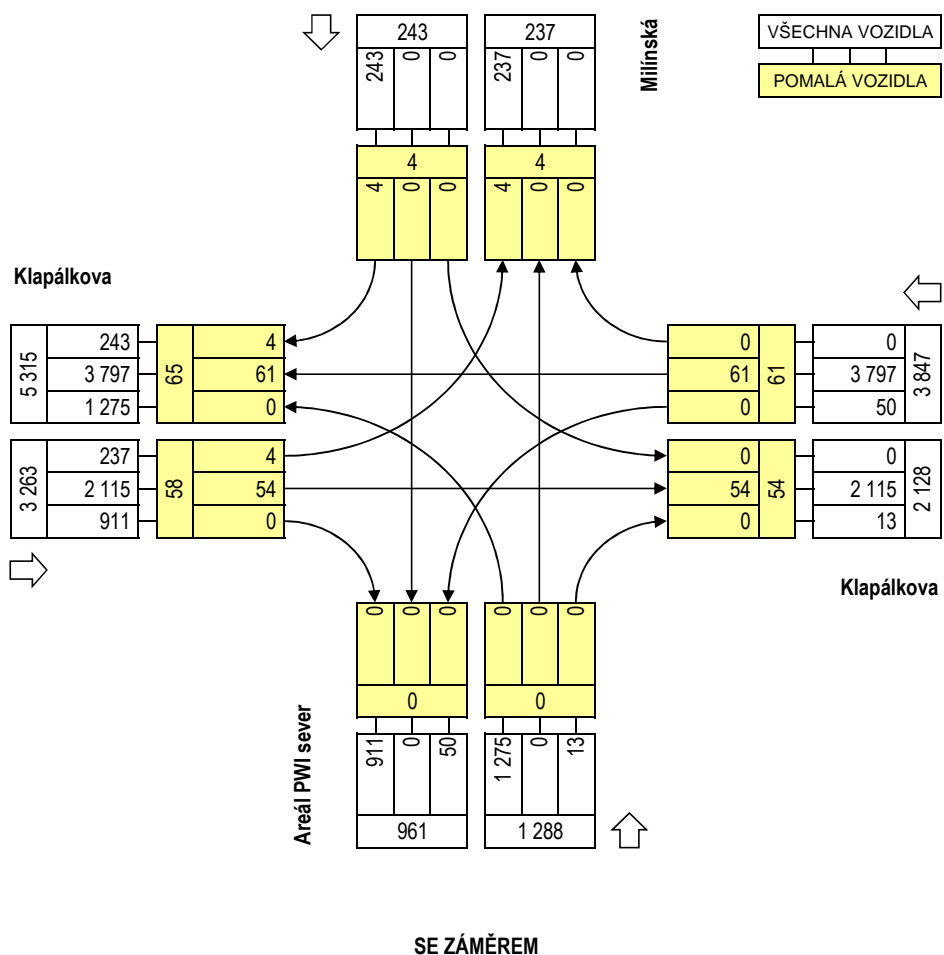 243
237
VŠECHNA VOZIDLA
243 0 0
237 0 0
Milínská
POMALÁ VOZIDLA
4
4
4 0 0
4 0 0
Klapálkova
5 315
243
3 797
1 275
65
4
61
0
0
61
0
61
0
3 797
50
3 847
3 263
237
2 115
911
58
4
54
0
0
54
0
54
0
2 115
13
2 128
Klapálkova
0 0 0
0 0 0
0
0
Areál PWI sever
911 0 50
1 275 0 13
961
1 288
SE ZÁMĚREM